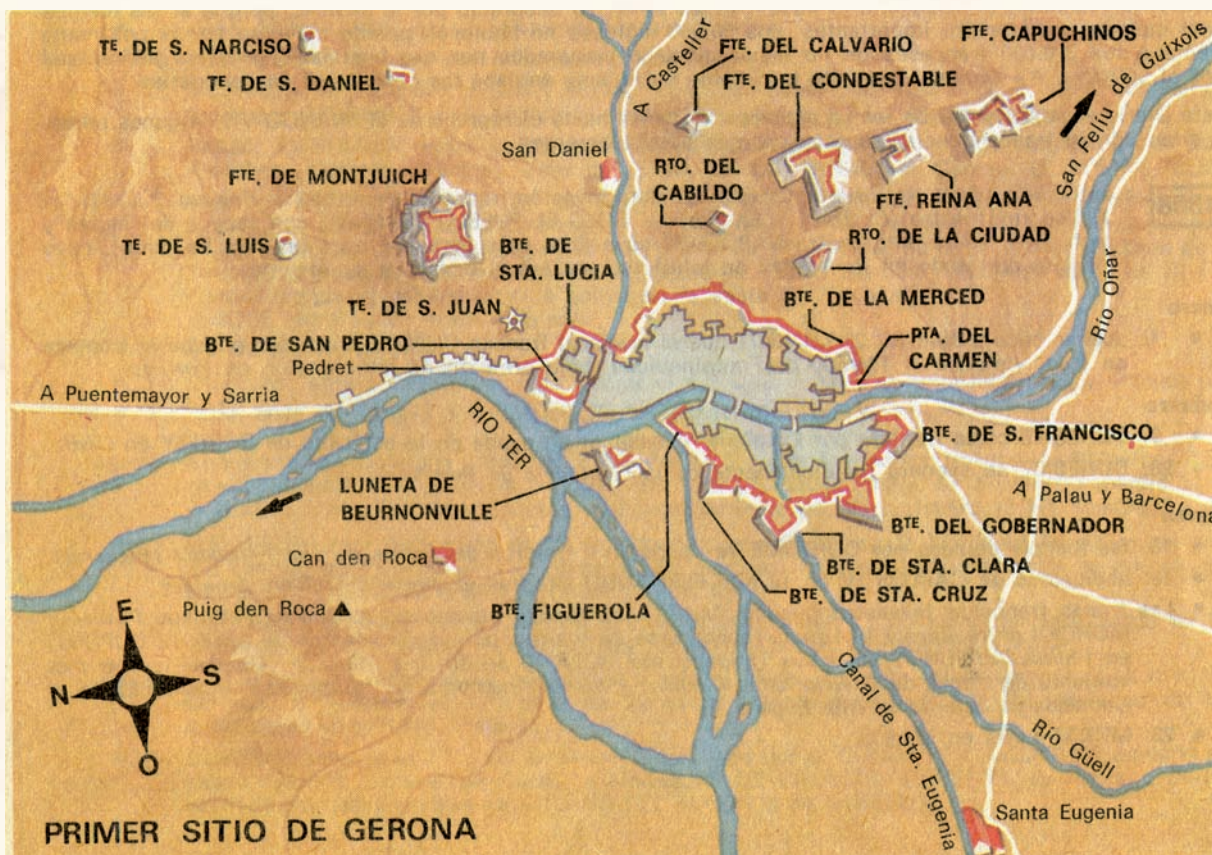 TE. DE S. NARCISO
TE. DE S. DANIEL
A Casteller
FTE. DEL CALVARIO
FTE. DEL CONDESTABLE
FTE. CAPUCHINOS
San Feliu de Guixols
San Daniel
FTE. DE MONTJUICH
RTO. DEL
CABILDO
FTE. REINA ANA
TE. DE S. LUIS
BTE. DE
STA. LUCIA
RTO. DE LA CIUDAD
Rio Oñar
TE. DE S. JUAN
BTE. DE LA MERCED
BTE. DE SAN PEDRO
Pedret
PTA. DEL
CARMEN
A Puentemayor y Sarria
RIO TER
BTE. DE S. FRANCISCO
LUNETA DE
BEURNONVILLE
A Palau y Barcelona
BTE. DEL GOBERNADOR
Can den Roca
BTE. DE STA. CLARA
BTE. DE STA. CRUZ
BTE. FIGUEROLA
Puig den Roca
E
N
S
O
Canal de Sta. Eugenia
Rio Güell
Santa Eugenia
PRIMER SITIO DE GERONA